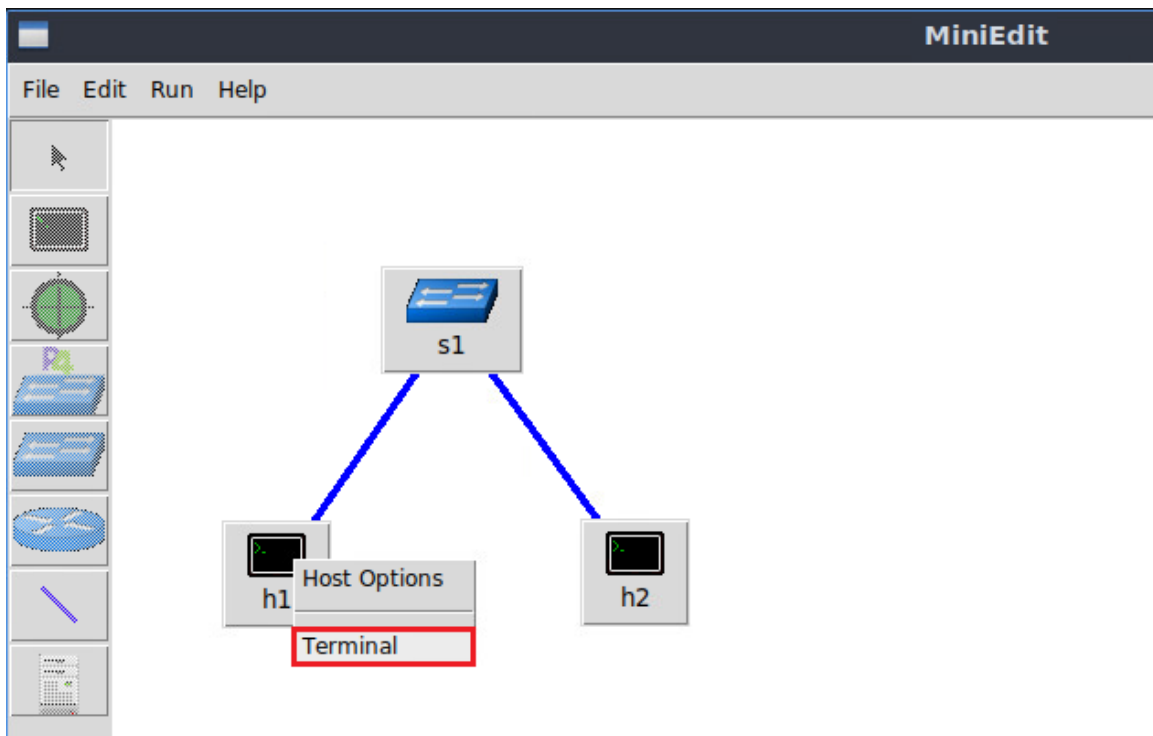 MiniEdit
File Edit Run Help
P4
s1
h1
Host Options
Terminal
h2